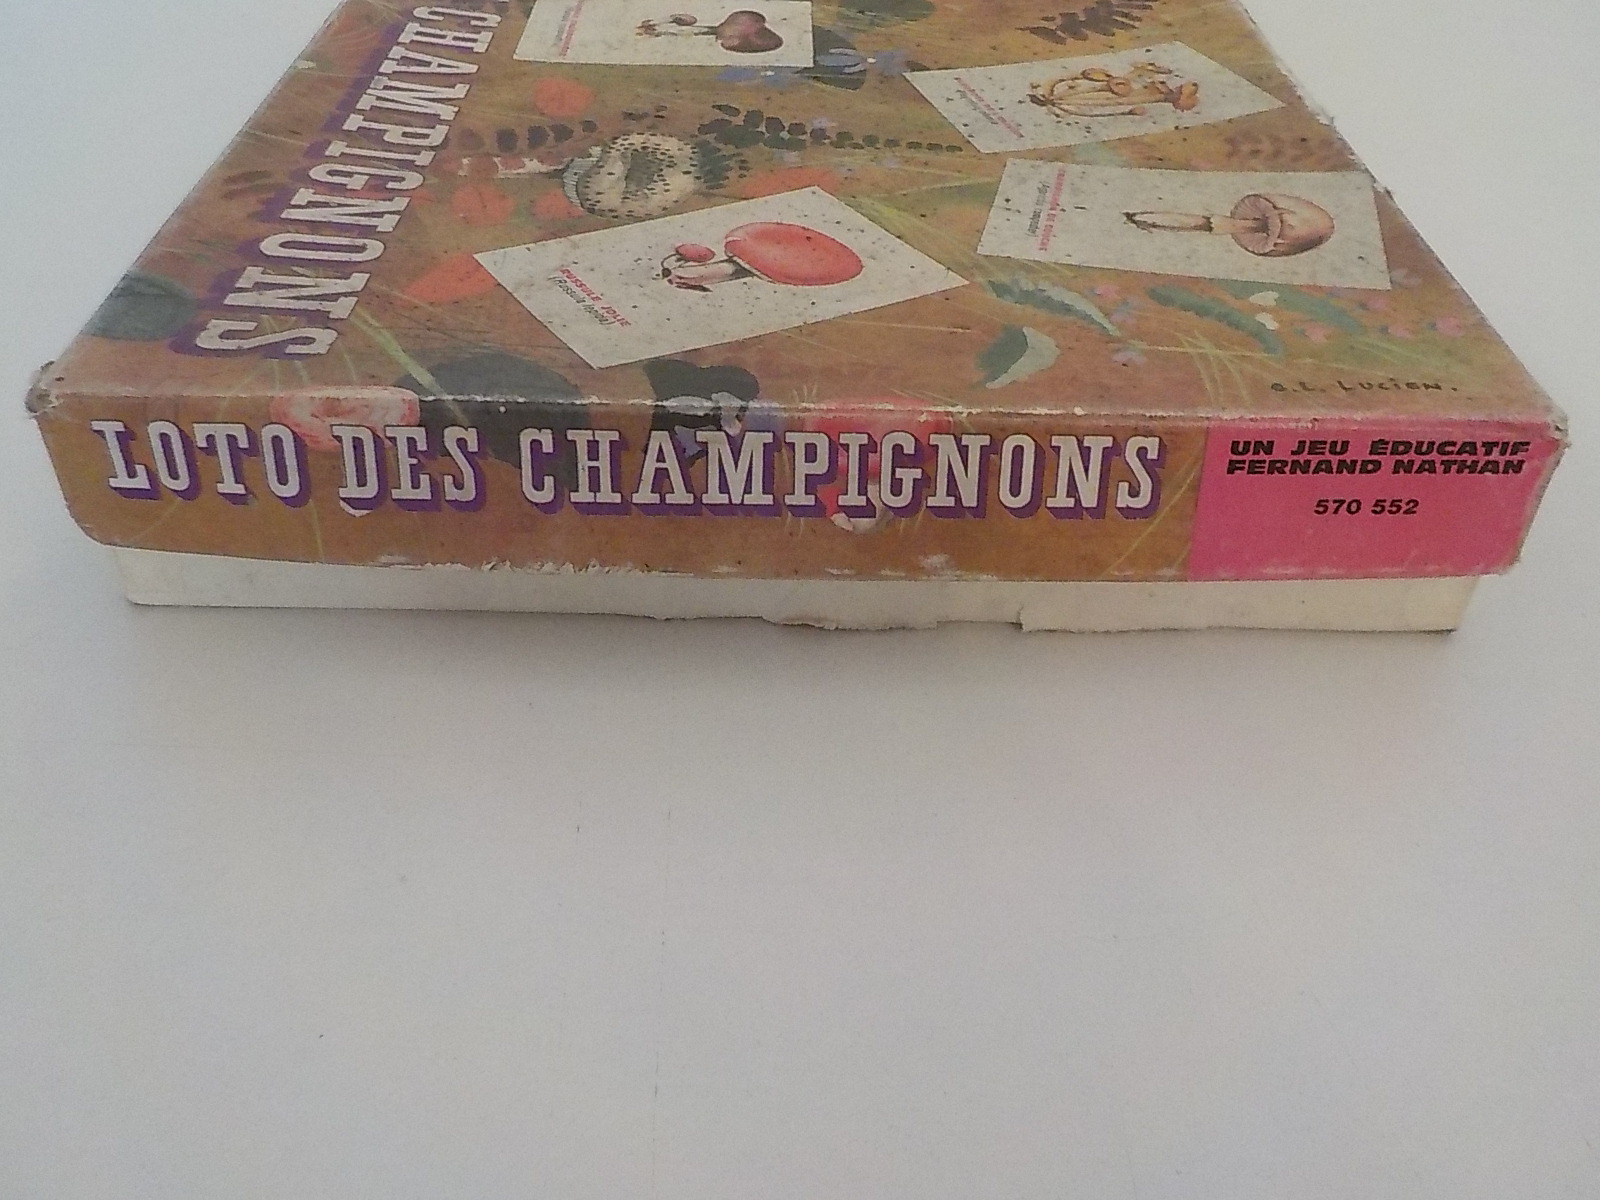 CHAMPIGNONS
RUSSULE JOLIE
(Russula lepida)
G.L. LUCIEN.
LOTO DES CHAMPIGNONS
UN JEU ÉDUCATIF
FERNAND NATHAN
570 552